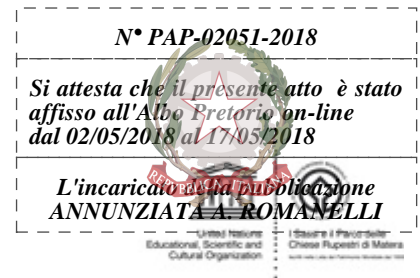 N° PAP-02051-2018
Si attesta che il presente atto è stato
affisso all'Albo Pretorio on-line
dal 02/05/2018 al 17/05/2018
L'incaricato della pubblicazione
ANNUNZIATA A. ROMANELLI
REPVBBLICA ITALIANA
United Nations
Educational, Scientific and
Cultural Organization
I Sassi e il Parco delle
Chiese Rupestri di Matera